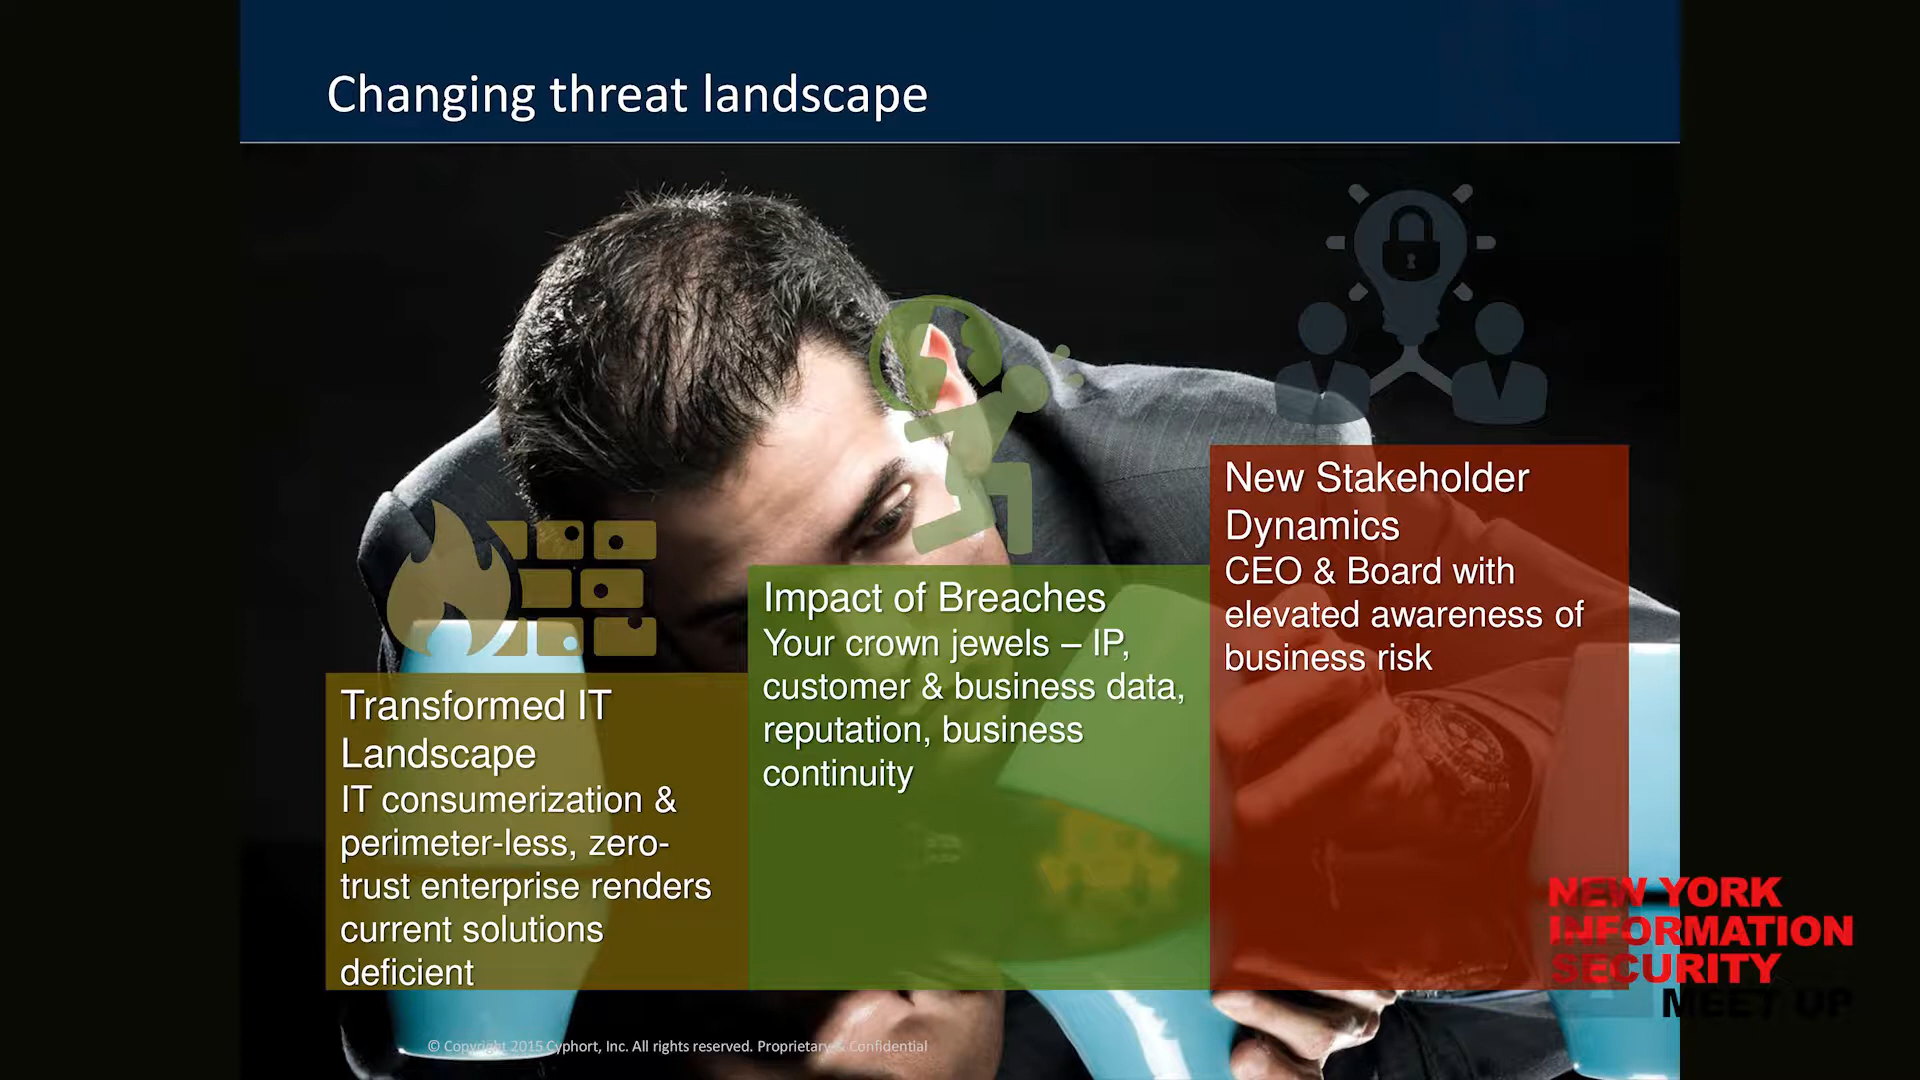 Changing threat landscape
Transformed IT
Landscape
IT consumerization &
perimeter-less, zero-
trust enterprise renders
current solutions
deficient
Impact of Breaches
Your crown jewels – IP,
customer & business data,
reputation, business
continuity
New Stakeholder
Dynamics
CEO & Board with
elevated awareness of
business risk
NEW YORK
INFORMATION
SECURITY
MEET UP
© Copyright 2015 Cyphort, Inc. All rights reserved. Proprietary & Confidential